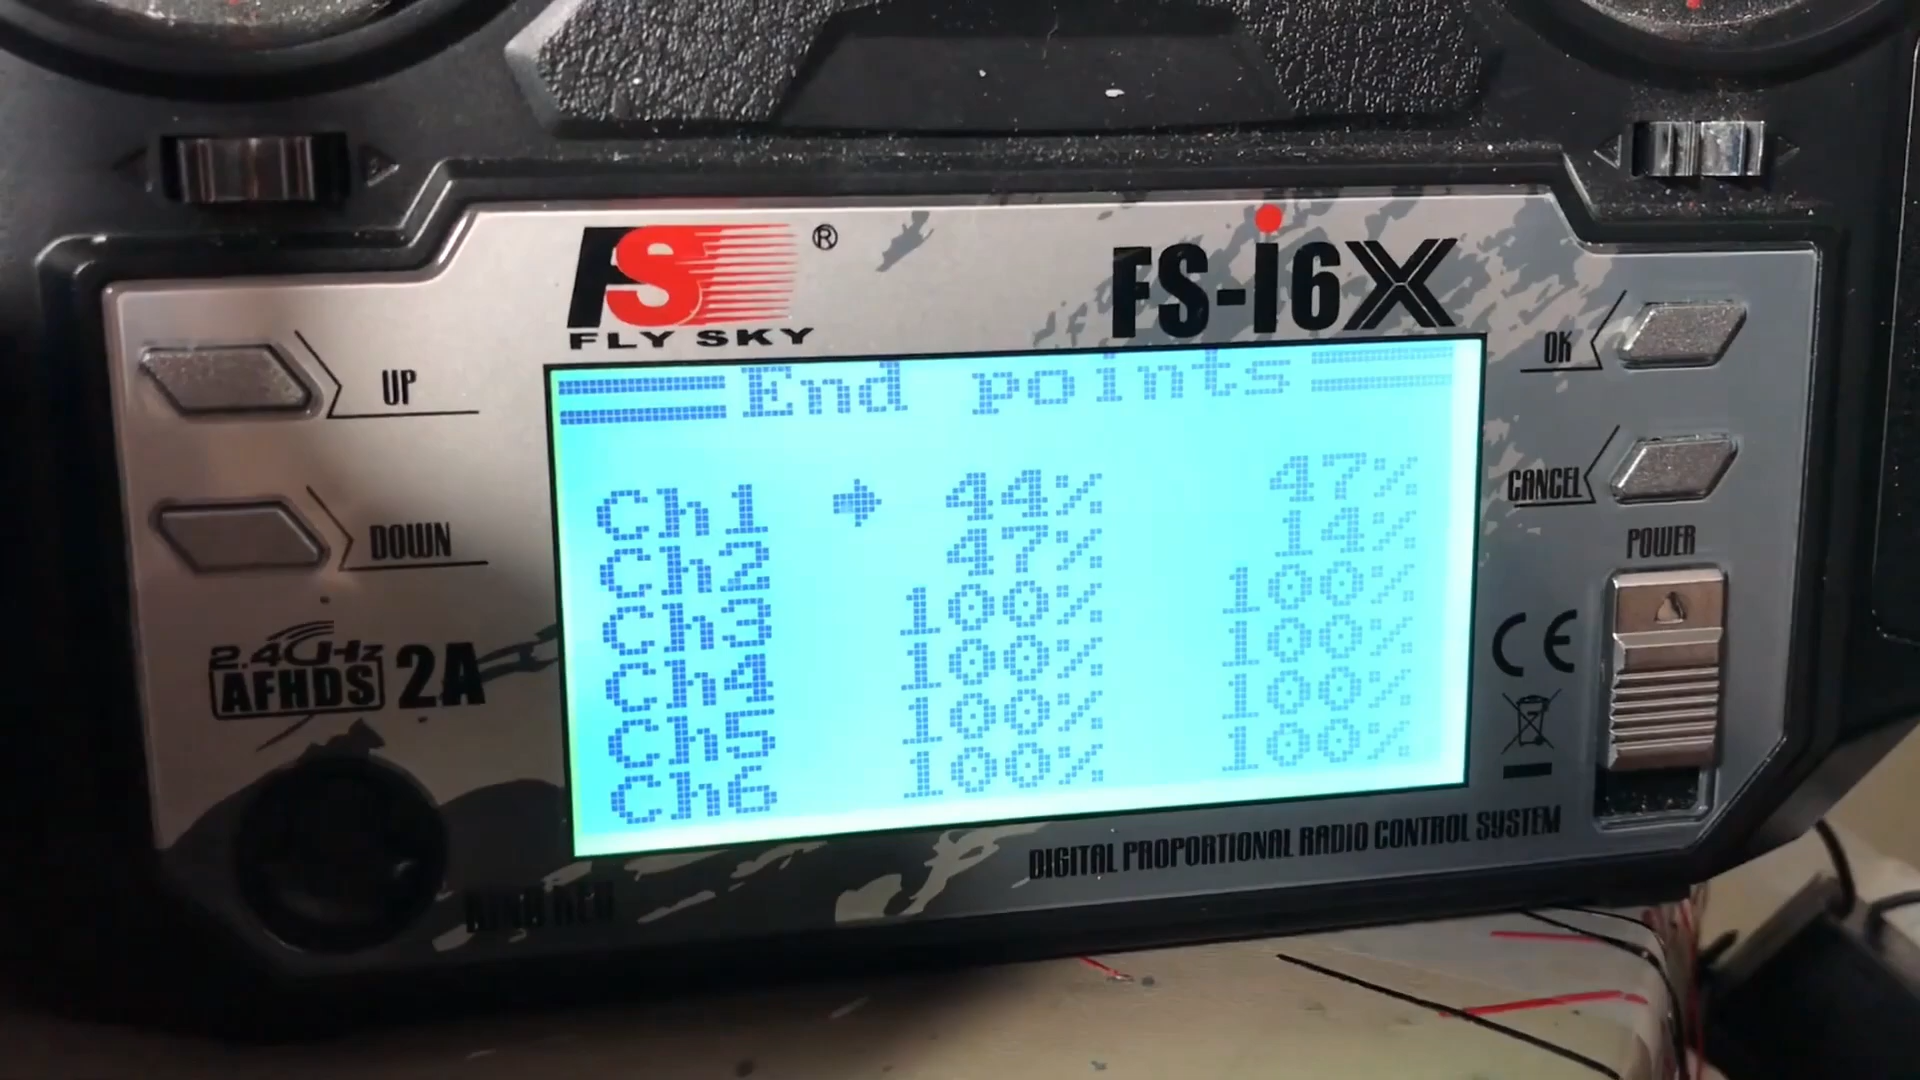 FS ®
FLY SKY
FS-i6X
UP
DOWN
OK
CANCEL
POWER
End points
Ch1 44% 47%
Ch2 47% 14%
Ch3 100% 100%
Ch4 100% 100%
Ch5 100% 100%
Ch6 100% 100%
2.4GHz
AFHDS 2A
CE
DIGITAL PROPORTIONAL RADIO CONTROL SYSTEM